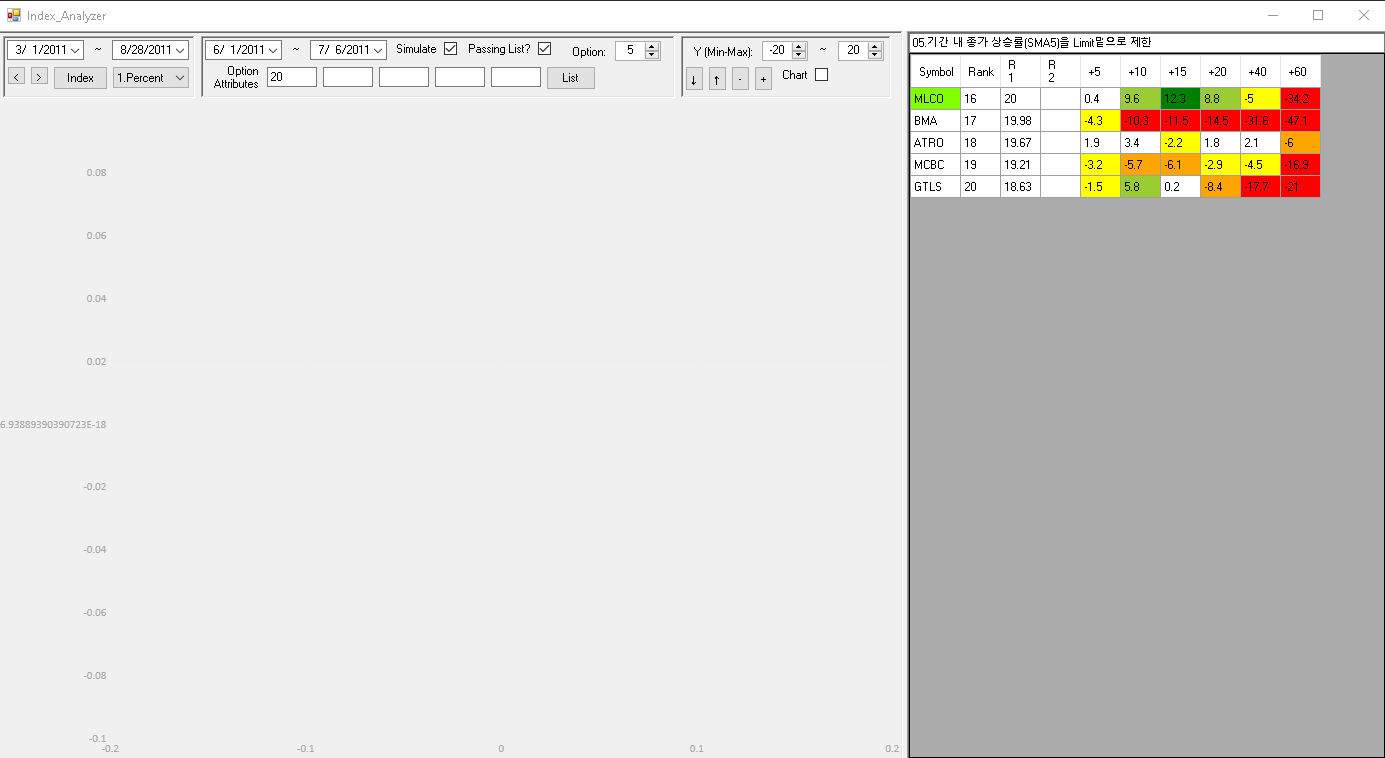 Index_Analyzer
3/ 1/2011 ~ 8/28/2011
< > Index 1.Percent
6/ 1/2011 ~ 7/ 6/2011 Simulate Passing List? Option: 5
Option Attributes 20 List
Y (Min-Max): -20 ~ 20
↓ ↑ - + Chart
0.08
0.06
0.04
0.02
6.93889390390723E-18
-0.02
-0.04
-0.06
-0.08
-0.1
-0.2 -0.1 0 0.1 0.2
05.기간 내 종가 상승률(SMA5)을 Limit밑으로 제한
Symbol Rank R 1 R 2 +5 +10 +15 +20 +40 +60
MLCO 16 20 0.4 9.6 12.3 8.8 -5 -34.2
BMA 17 19.98 -4.3 -10.3 -11.5 -14.5 -31.6 -47.1
ATRO 18 19.67 1.9 3.4 -2.2 1.8 2.1 -6
MCBC 19 19.21 -3.2 -5.7 -6.1 -2.9 -4.5 -16.9
GTLS 20 18.63 -1.5 5.8 0.2 -8.4 -17.7 -21